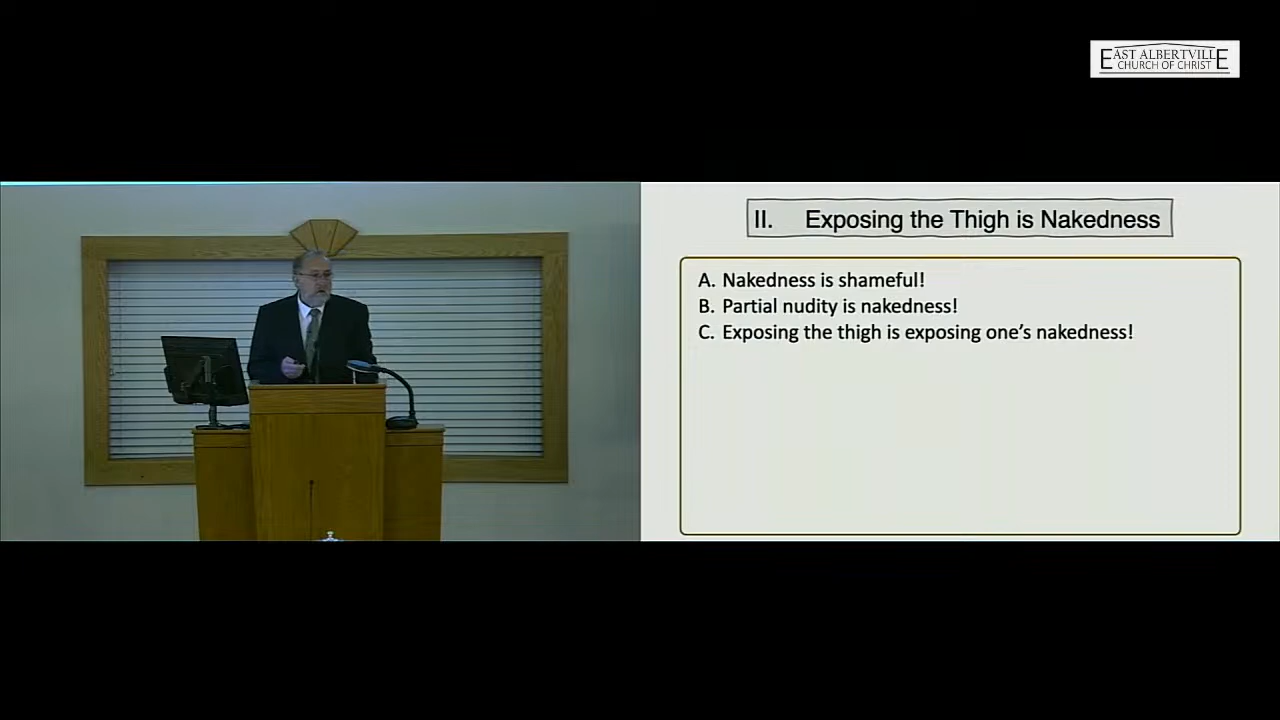 EAST ALBERTVILLE
CHURCH OF CHRIST
II. Exposing the Thigh is Nakedness
A. Nakedness is shameful!
B. Partial nudity is nakedness!
C. Exposing the thigh is exposing one's nakedness!